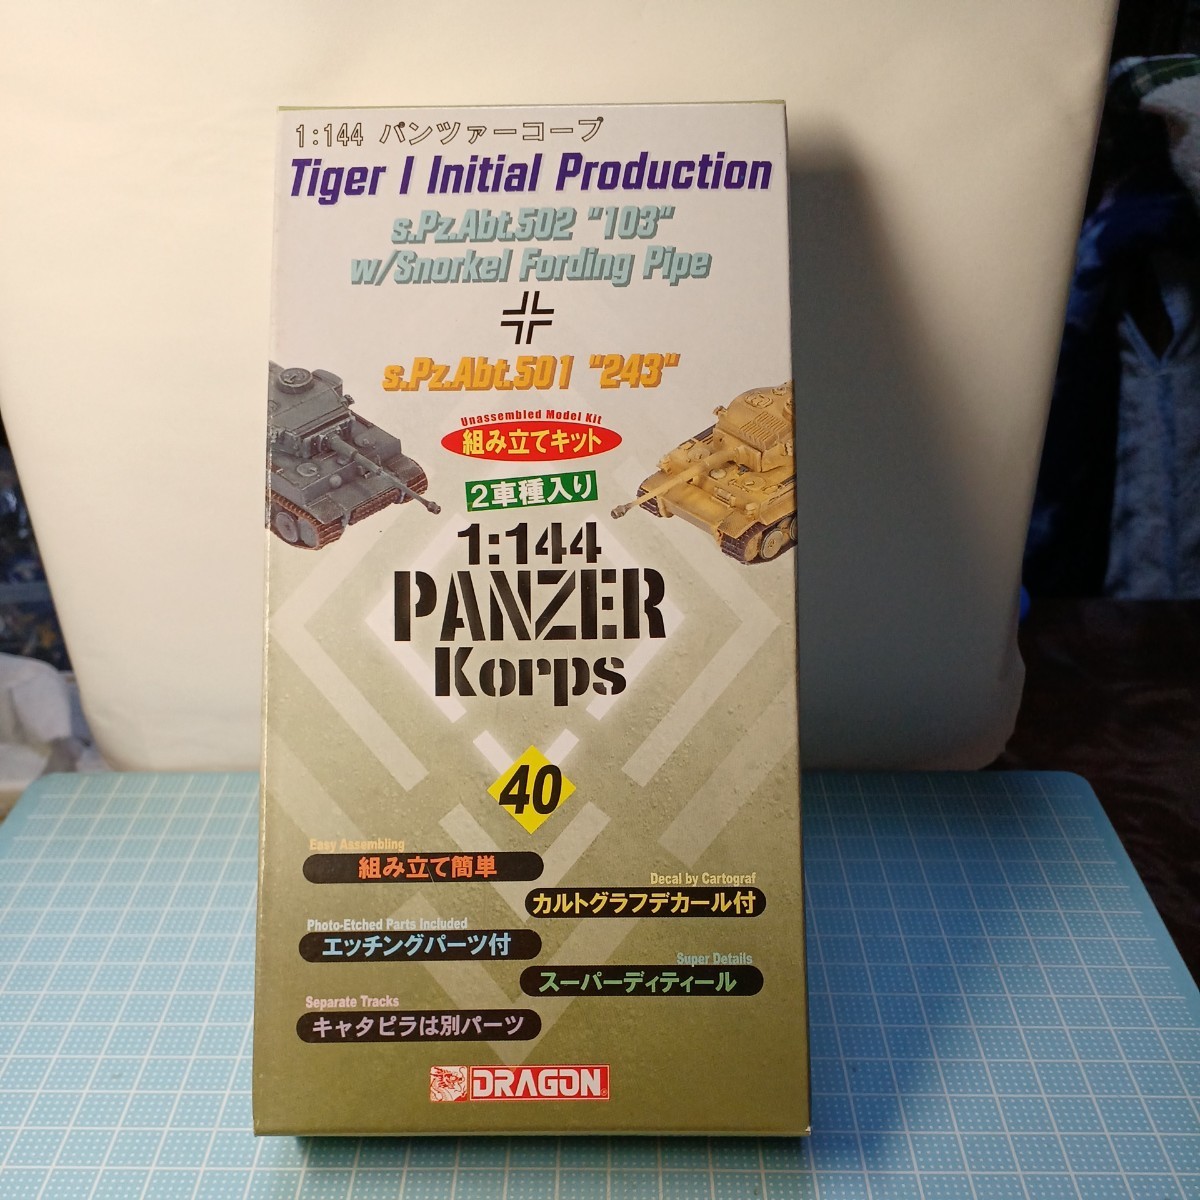 1:144 パンツァーコープ
Tiger I Initial Production
s.Pz.Abt.502 "103"
w/Snorkel Fording Pipe
s.Pz.Abt.501 "243"
Unassembled Model Kit
組み立てキット
2車種入り
1:144
PANZER
Korps
40
Easy Assembling
組み立て簡単
Decal by Cartograf
カルトグラフデカール付
Photo-Etched Parts Included
エッチングパーツ付
Super Details
スーパーディティール
Separate Tracks
キャタピラは別パーツ
DRAGON